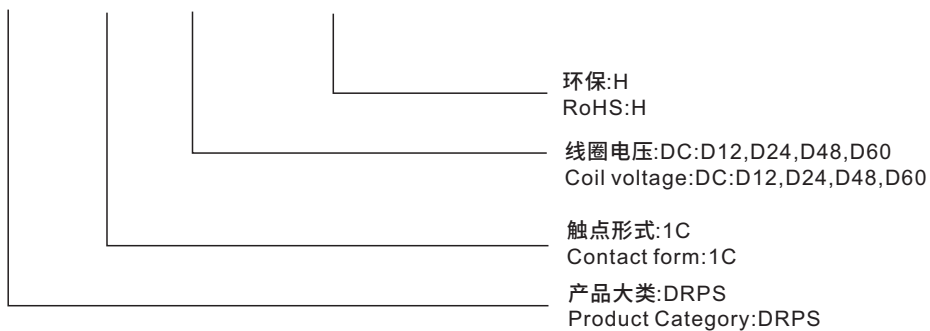 环保:H
RoHS:H
线圈电压:DC:D12,D24,D48,D60
Coil voltage:DC:D12,D24,D48,D60
触点形式:1C
Contact form:1C
产品大类:DRPS
Product Category:DRPS